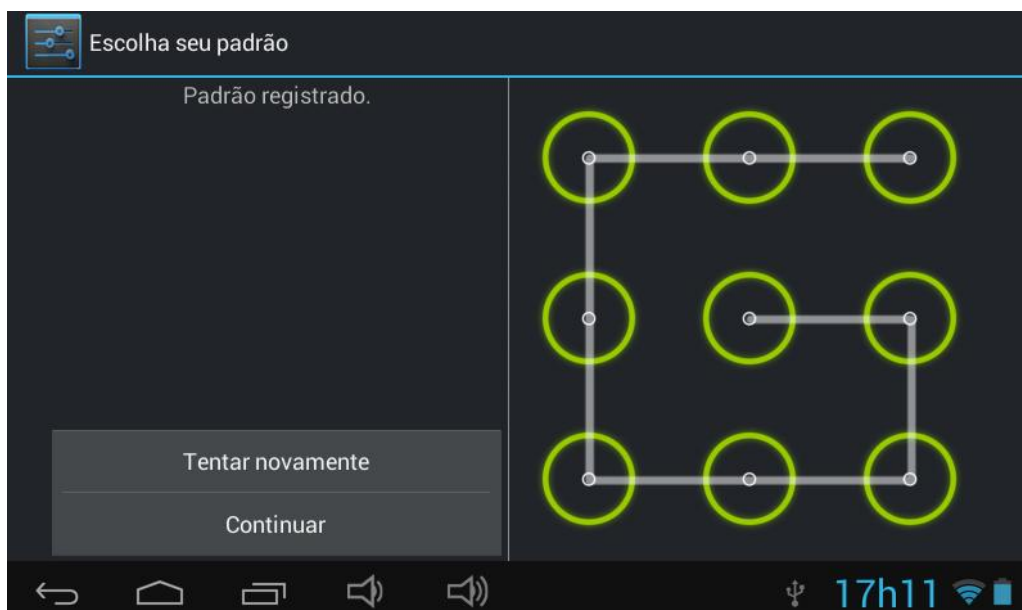 Escolha seu padrão
Padrão registrado.
Tentar novamente
Continuar
17h11